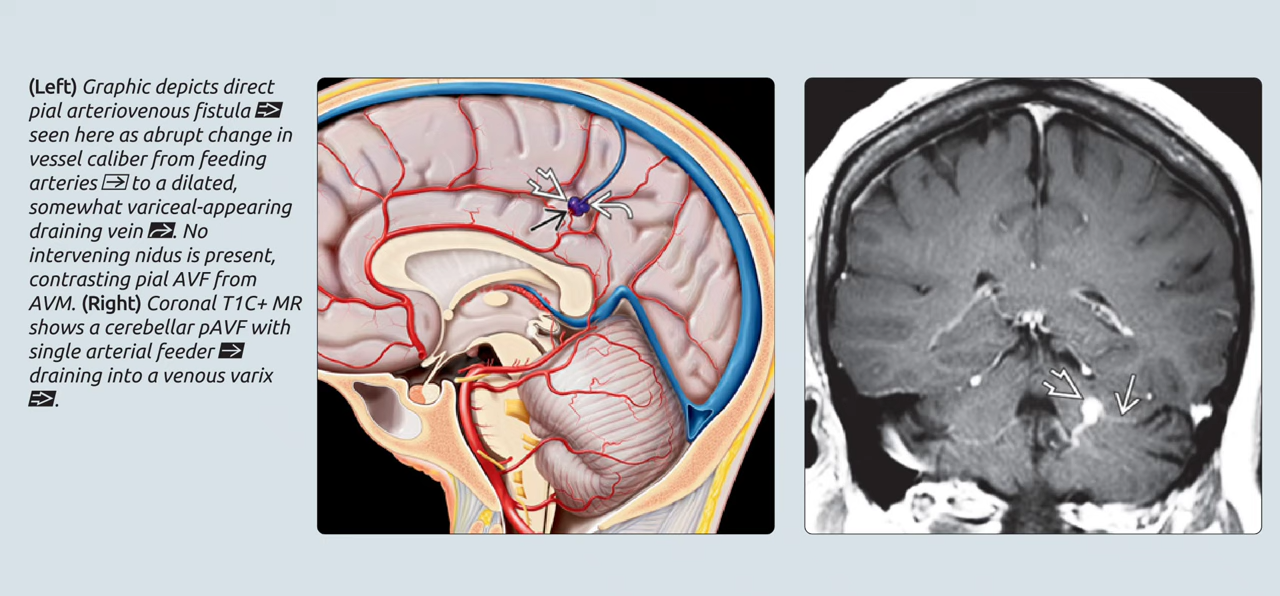 (Left) Graphic depicts direct
pial arteriovenous fistula
seen here as abrupt change in
vessel caliber from feeding
arteries to a dilated,
somewhat variceal-appearing
draining vein . No
intervening nidus is present,
contrasting pial AVF from
AVM. (Right) Coronal T1C+ MR
shows a cerebellar pAVF with
single arterial feeder
draining into a venous varix
.